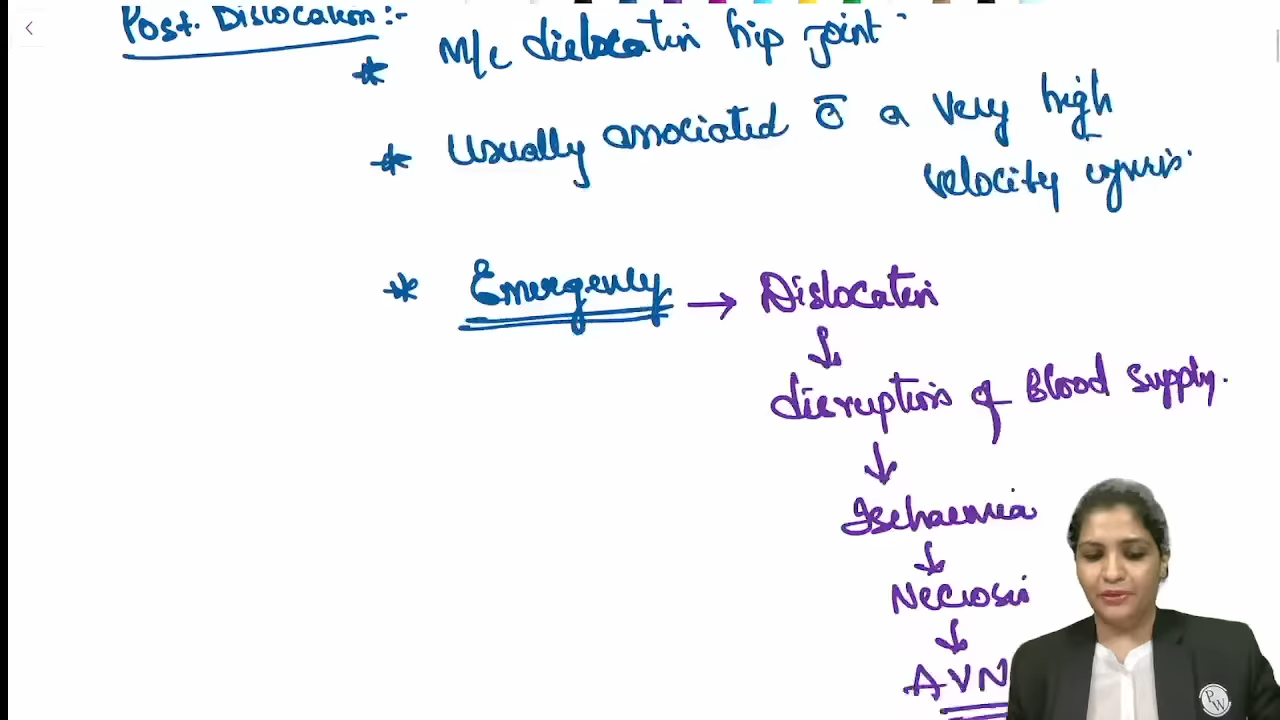 Post. Dislocation :-
* M/c dislocation hip joint
* Usually associated c̄ a very high
velocity injuries.
* Emergency → Dislocation
↓
disruption of Blood Supply.
↓
Ischaemia
↓
Necrosis
↓
AVN
PW